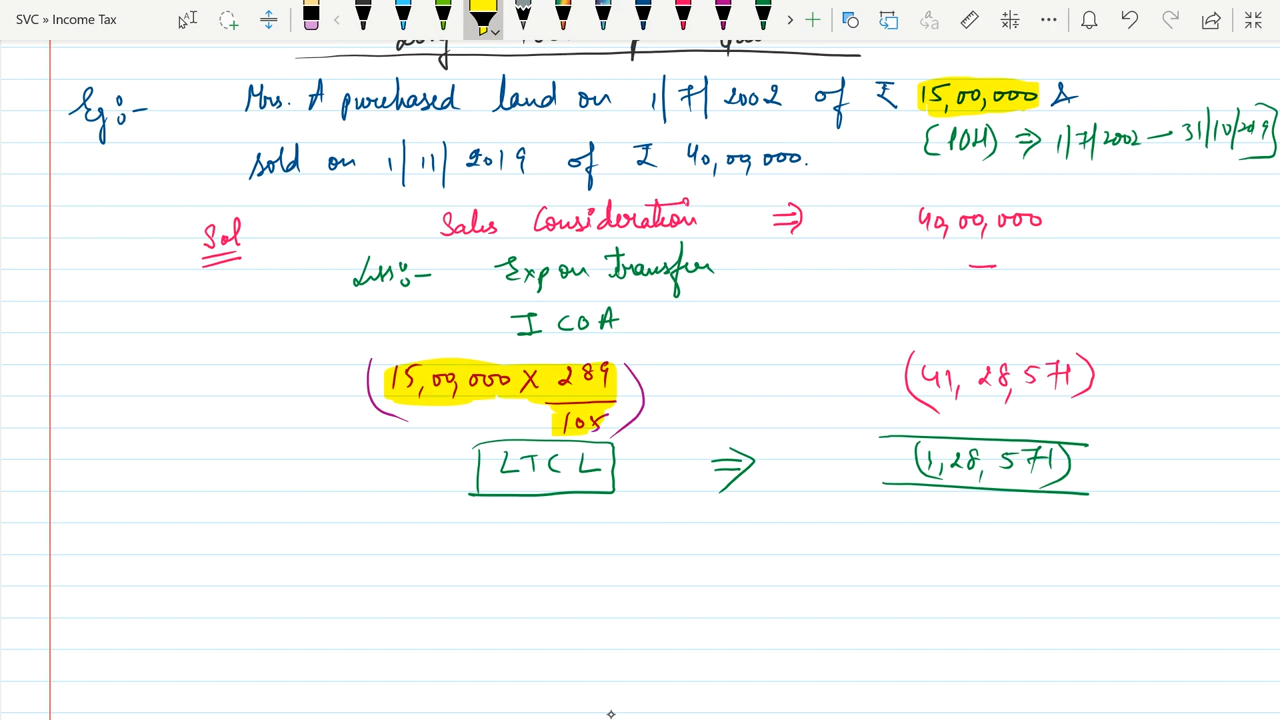 SVC » Income Tax
Eg:- Mrs. A purchased land on 1/7/2002 of ₹ 15,00,000 &
{POH) ⇒ 1/7/2002 — 31/10/2019}
sold on 1/11/2019 of ₹ 40,00,000.
Sol Sales Consideration ⇒ 40,00,000
Less:- Exp on transfer —
I COA
(15,00,000 X 289/105) (41,28,571)
LTCL ⇒ (1,28,571)